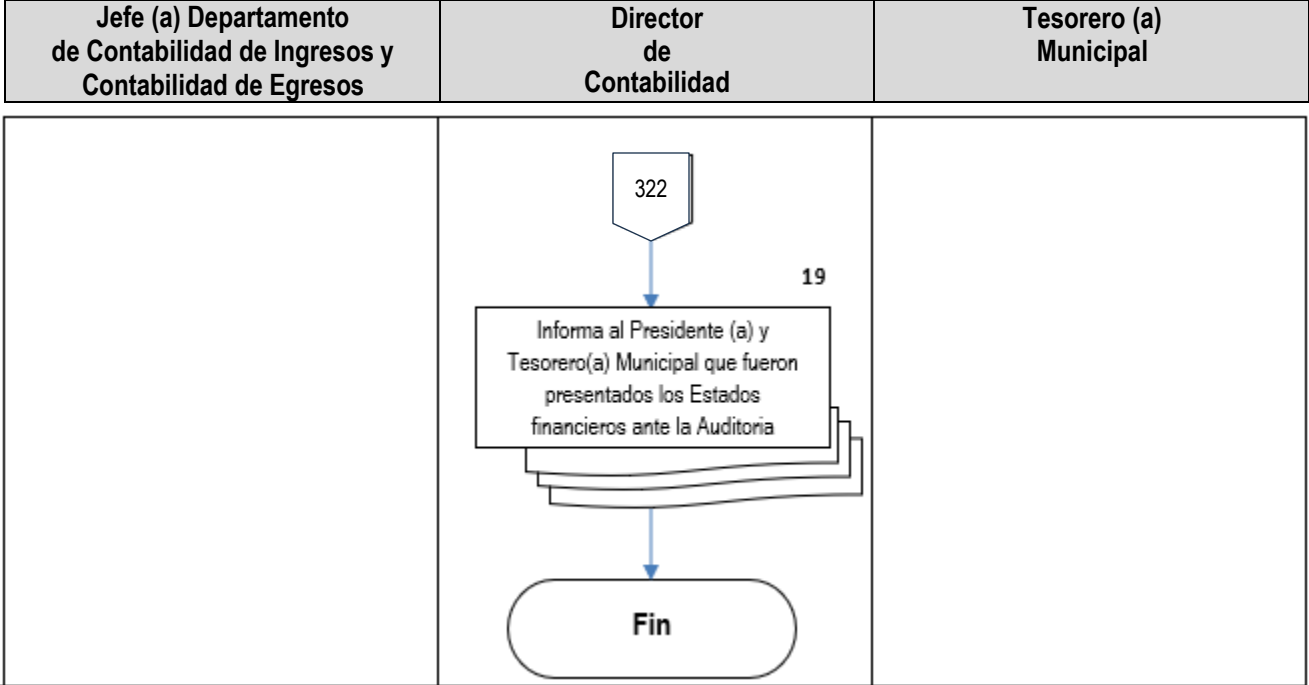 Jefe (a) Departamento
de Contabilidad de Ingresos y
Contabilidad de Egresos
Director
de
Contabilidad
Tesorero (a)
Municipal
322
19
Informa al Presidente (a) y
Tesorero(a) Municipal que fueron
presentados los Estados
financieros ante la Auditoria
Fin